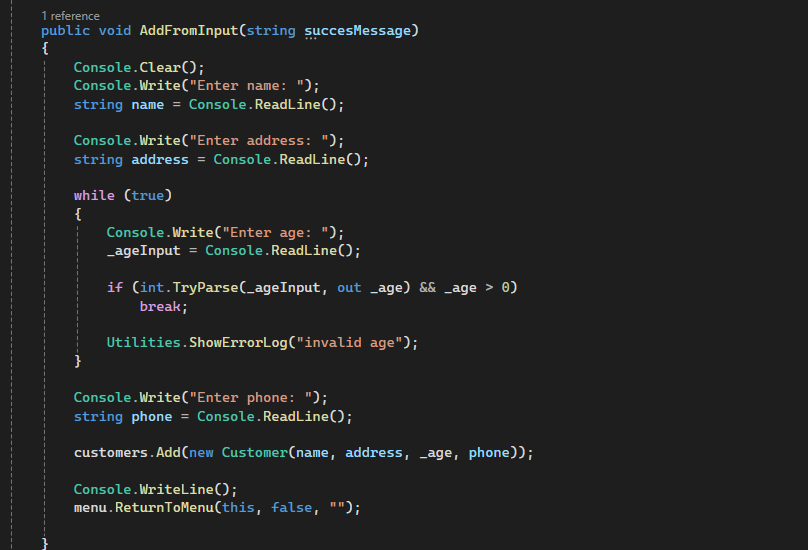 1 reference
public void AddFromInput(string succesMessage)
{
Console.Clear();
Console.Write("Enter name: ");
string name = Console.ReadLine();
Console.Write("Enter address: ");
string address = Console.ReadLine();
while (true)
{
Console.Write("Enter age: ");
_ageInput = Console.ReadLine();
if (int.TryParse(_ageInput, out _age) && _age > 0)
break;
Utilities.ShowErrorLog("invalid age");
}
Console.Write("Enter phone: ");
string phone = Console.ReadLine();
customers.Add(new Customer(name, address, _age, phone));
Console.WriteLine();
menu.ReturnToMenu(this, false, "");
}